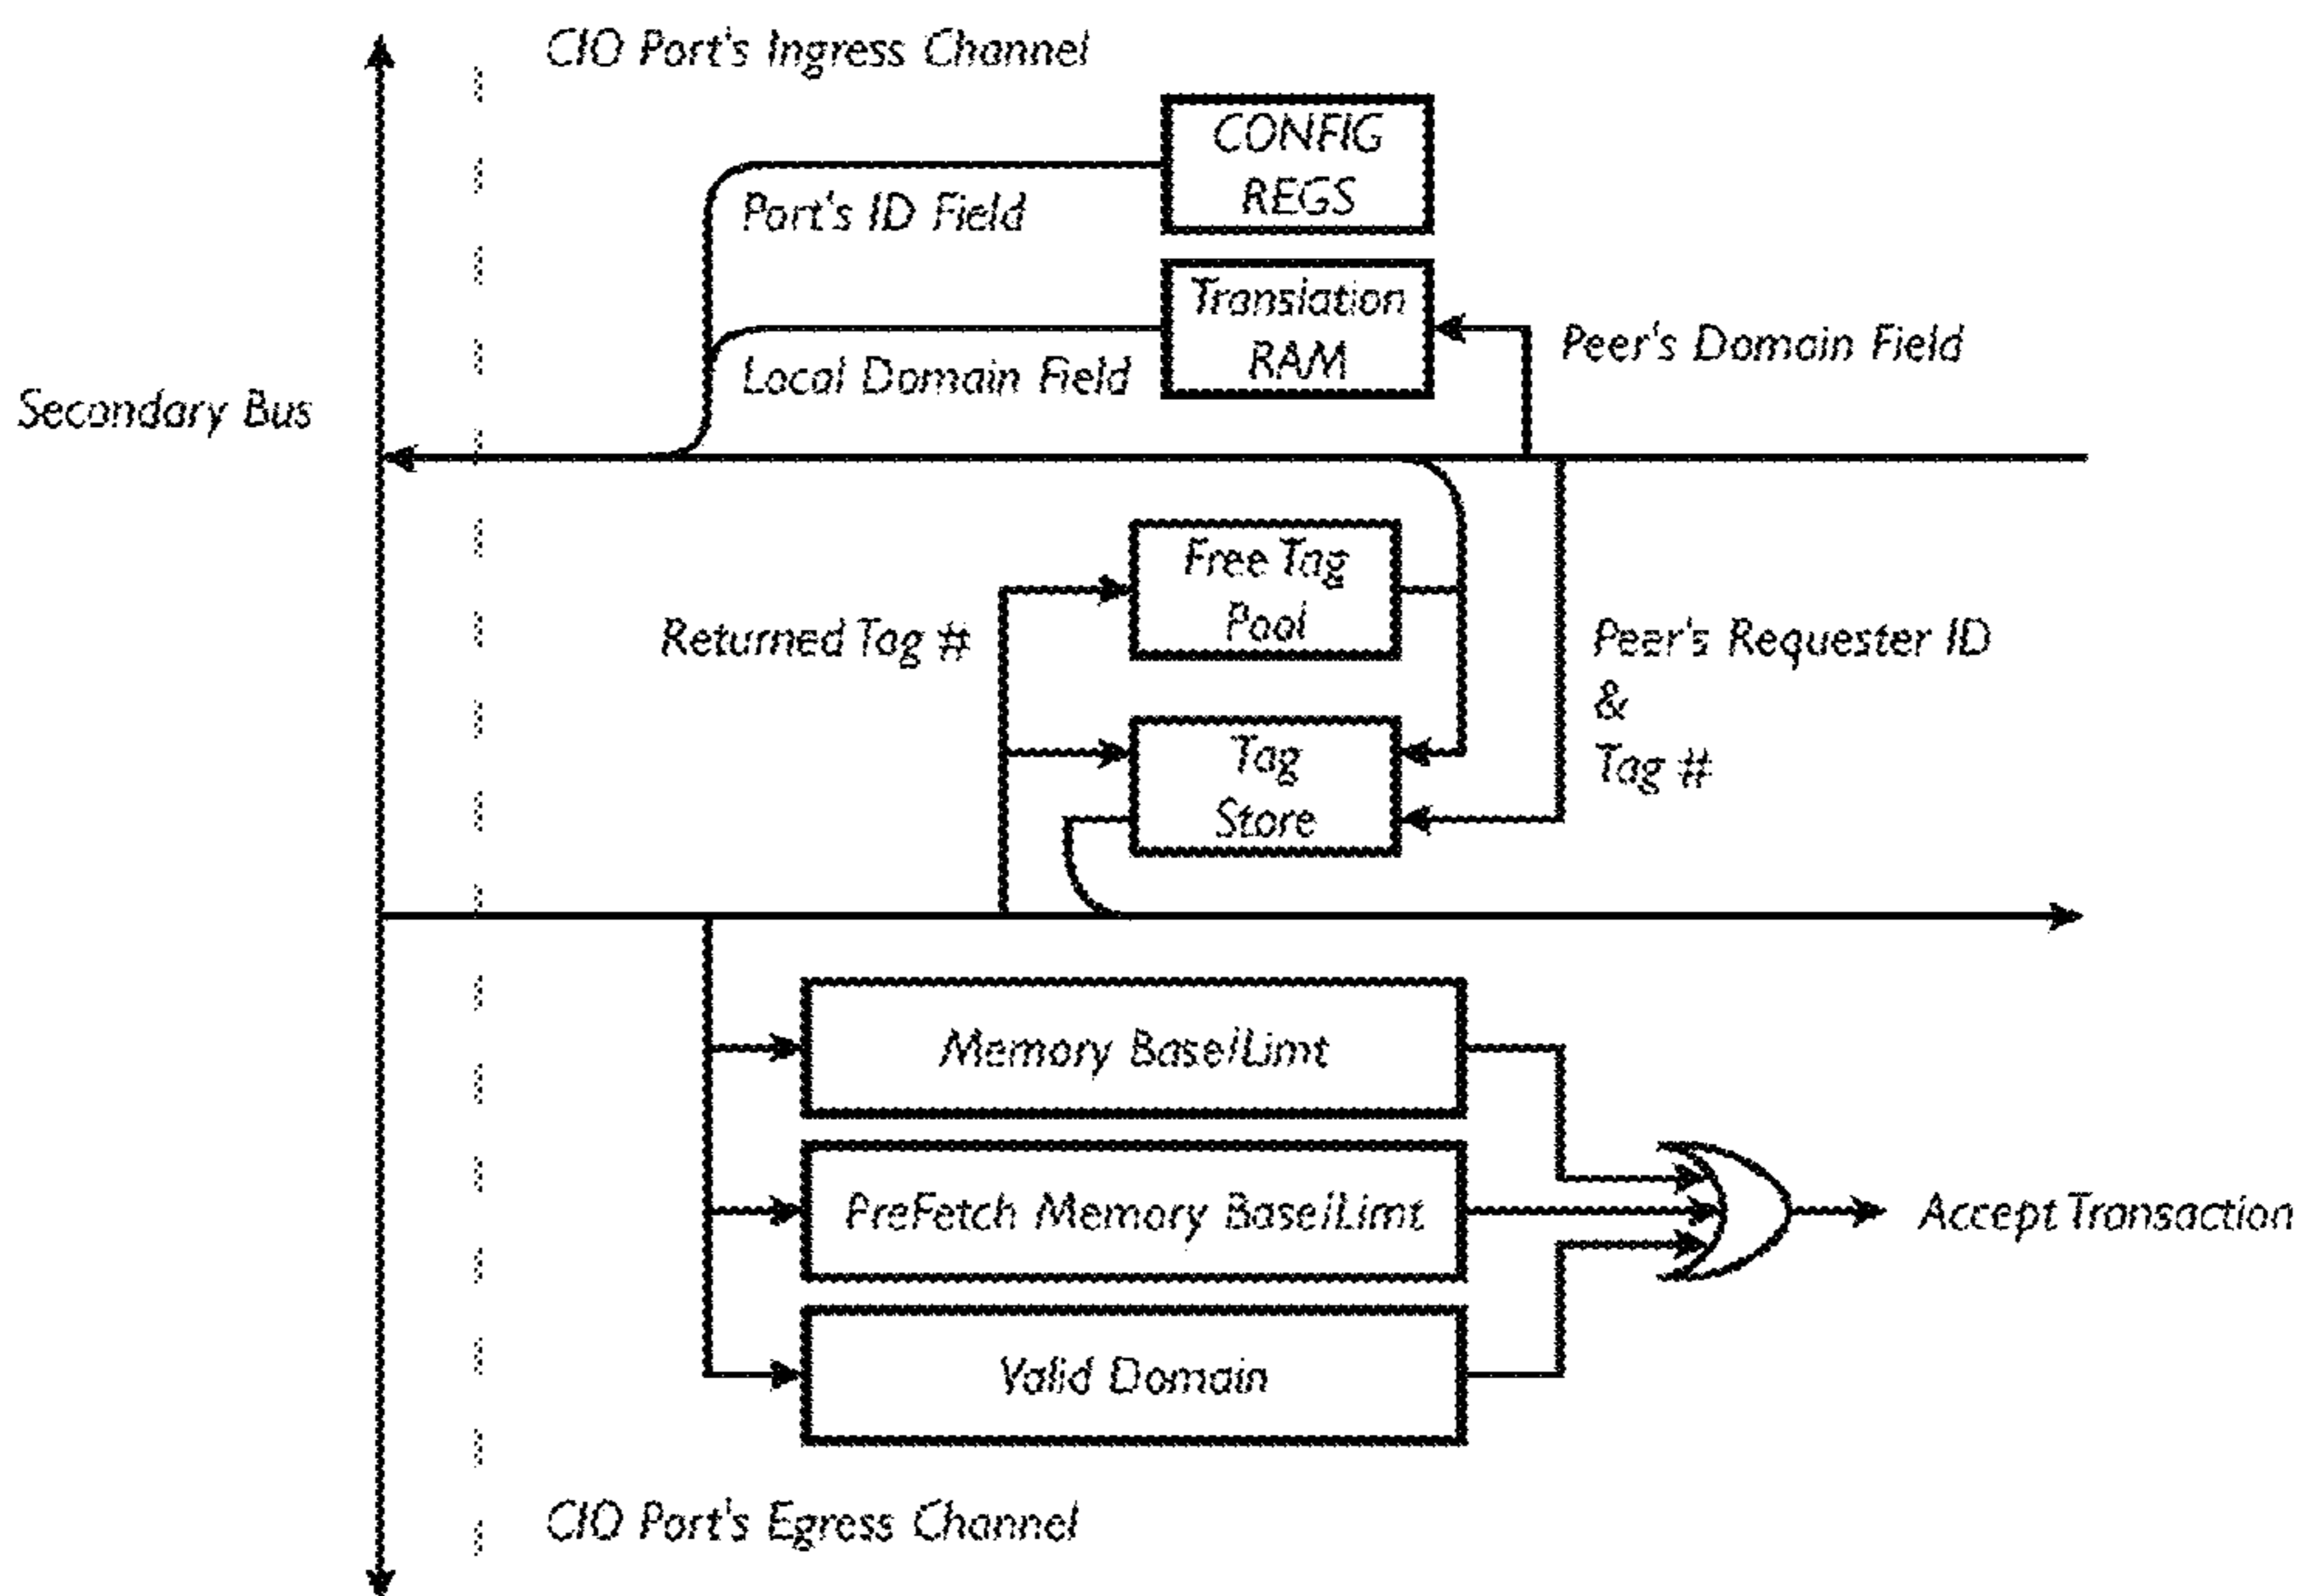 CIO Port's Ingress Channel
CONFIG
REGS
Port's ID Field
Translation
RAM
Peer's Domain Field
Local Domain Field
Secondary Bus
Free Tag
Pool
Returned Tag #
Peer's Requester ID
&
Tag #
Tag
Store
Memory Base/Limt
PreFetch Memory Base/Limt
Accept Transaction
Valid Domain
CIO Port's Egress Channel